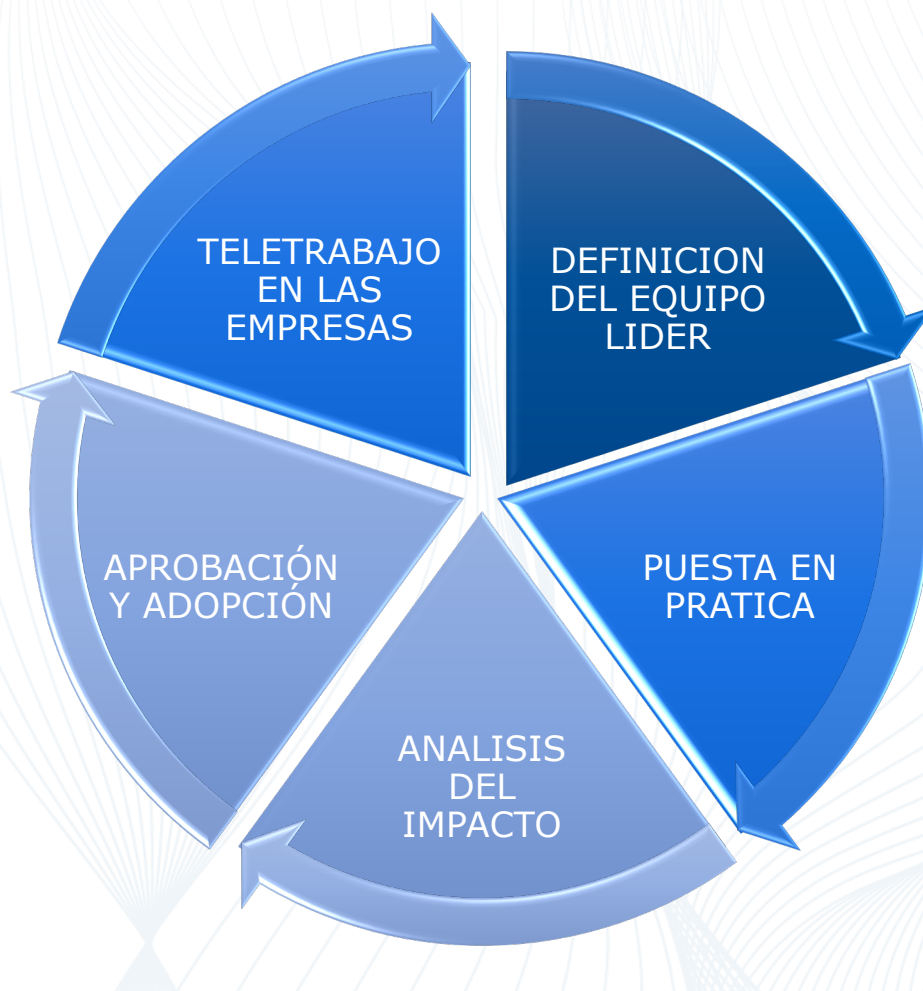 TELETRABAJO
EN LAS
EMPRESAS
DEFINICION
DEL EQUIPO
LIDER
APROBACIÓN
Y ADOPCIÓN
PUESTA EN
PRATICA
ANALISIS
DEL
IMPACTO